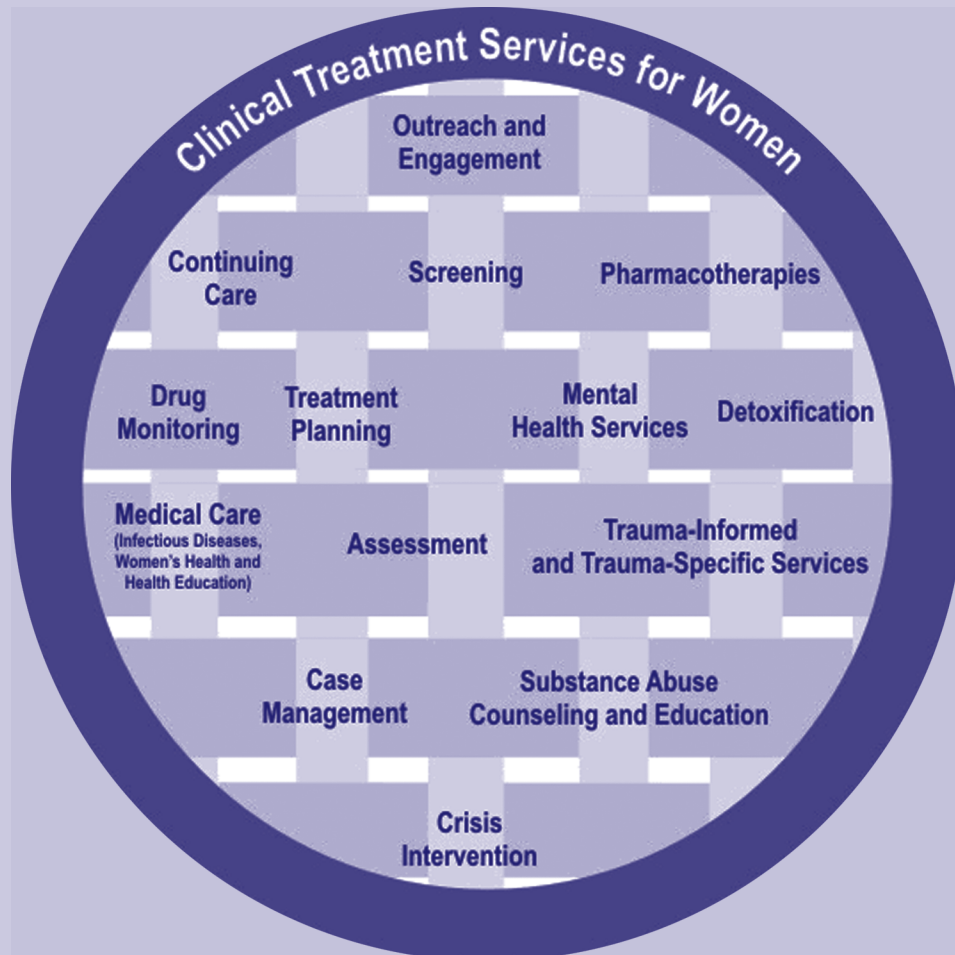 Clinical Treatment Services for Women
Outreach and
Engagement
Continuing
Care
Screening
Pharmacotherapies
Drug
Monitoring
Treatment
Planning
Mental
Health Services
Detoxification
Medical Care
(Infectious Diseases,
Women's Health and
Health Education)
Assessment
Trauma-Informed
and Trauma-Specific Services
Case
Management
Substance Abuse
Counseling and Education
Crisis
Intervention